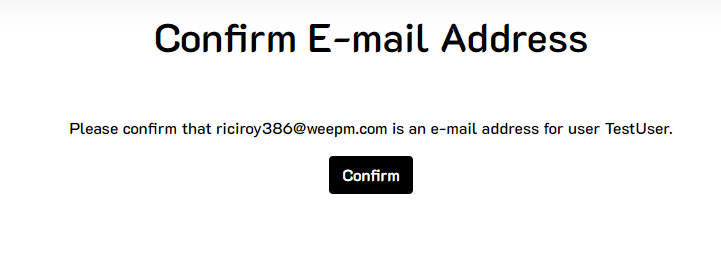 Confirm E-mail Address
Please confirm that riciroy386@weepm.com is an e-mail address for user TestUser.
Confirm